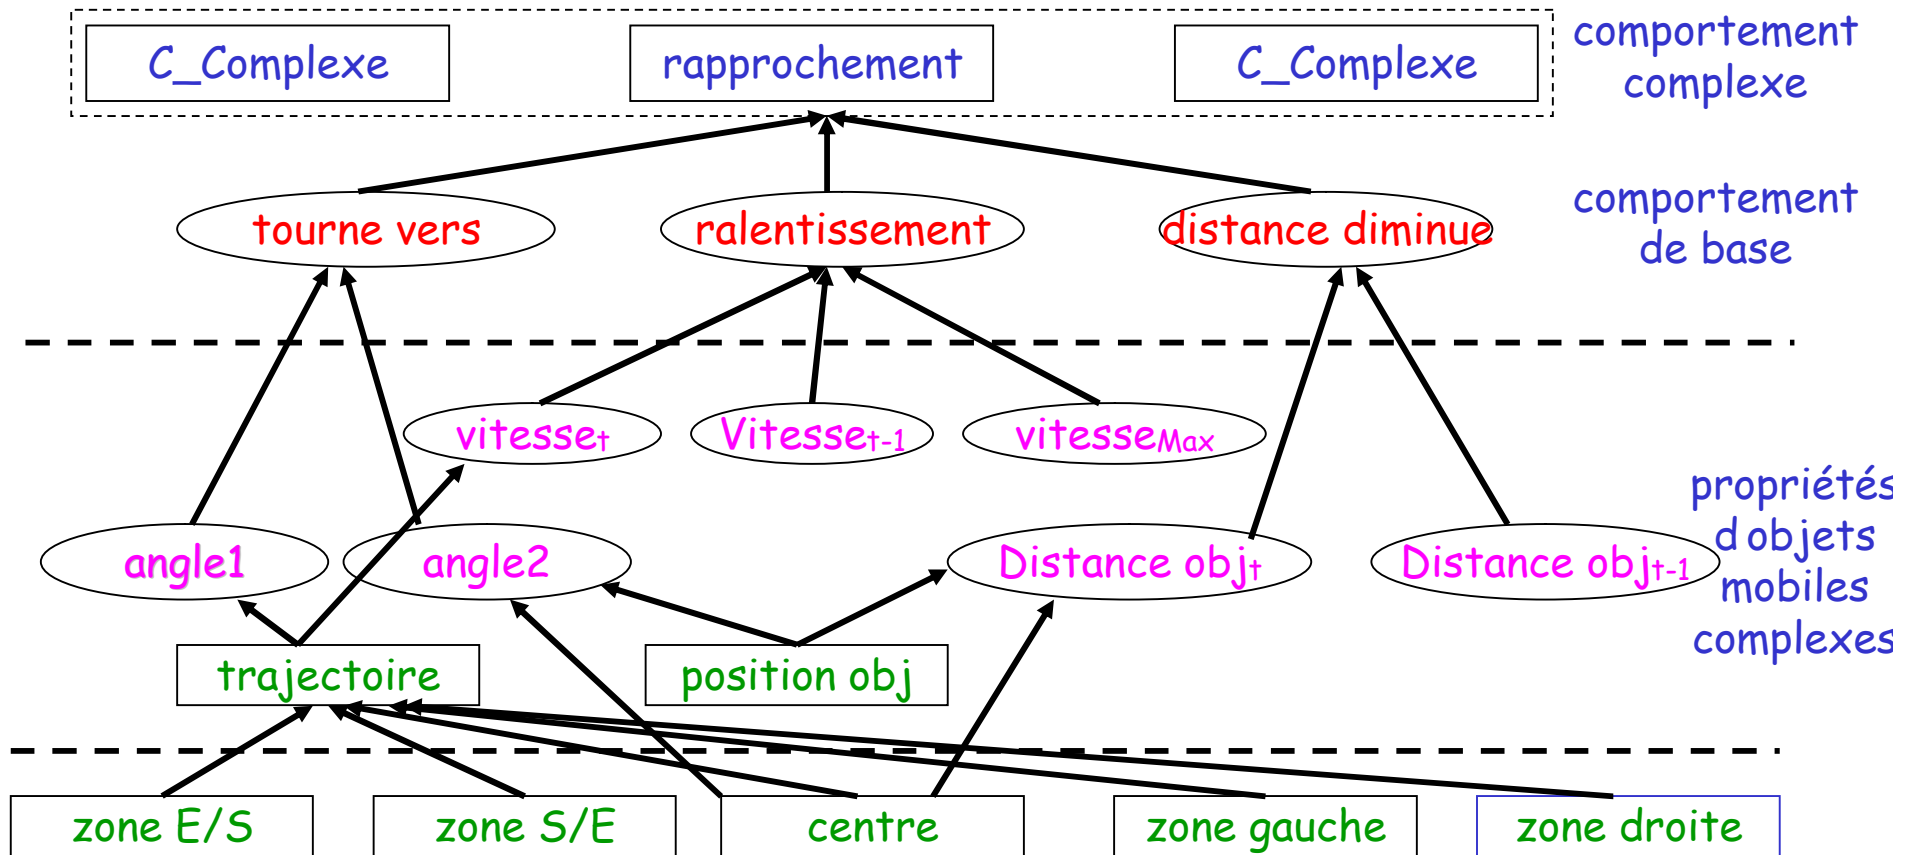 C_Complexe
rapprochement
C_Complexe
comportement
complexe
tourne vers
ralentissement
distance diminue
comportement
de base
vitesset
Vitesset-1
vitesseMax
angle1
angle2
Distance objt
Distance objt-1
propriétés
d objets
mobiles
complexes
trajectoire
position obj
zone E/S
zone S/E
centre
zone gauche
zone droite